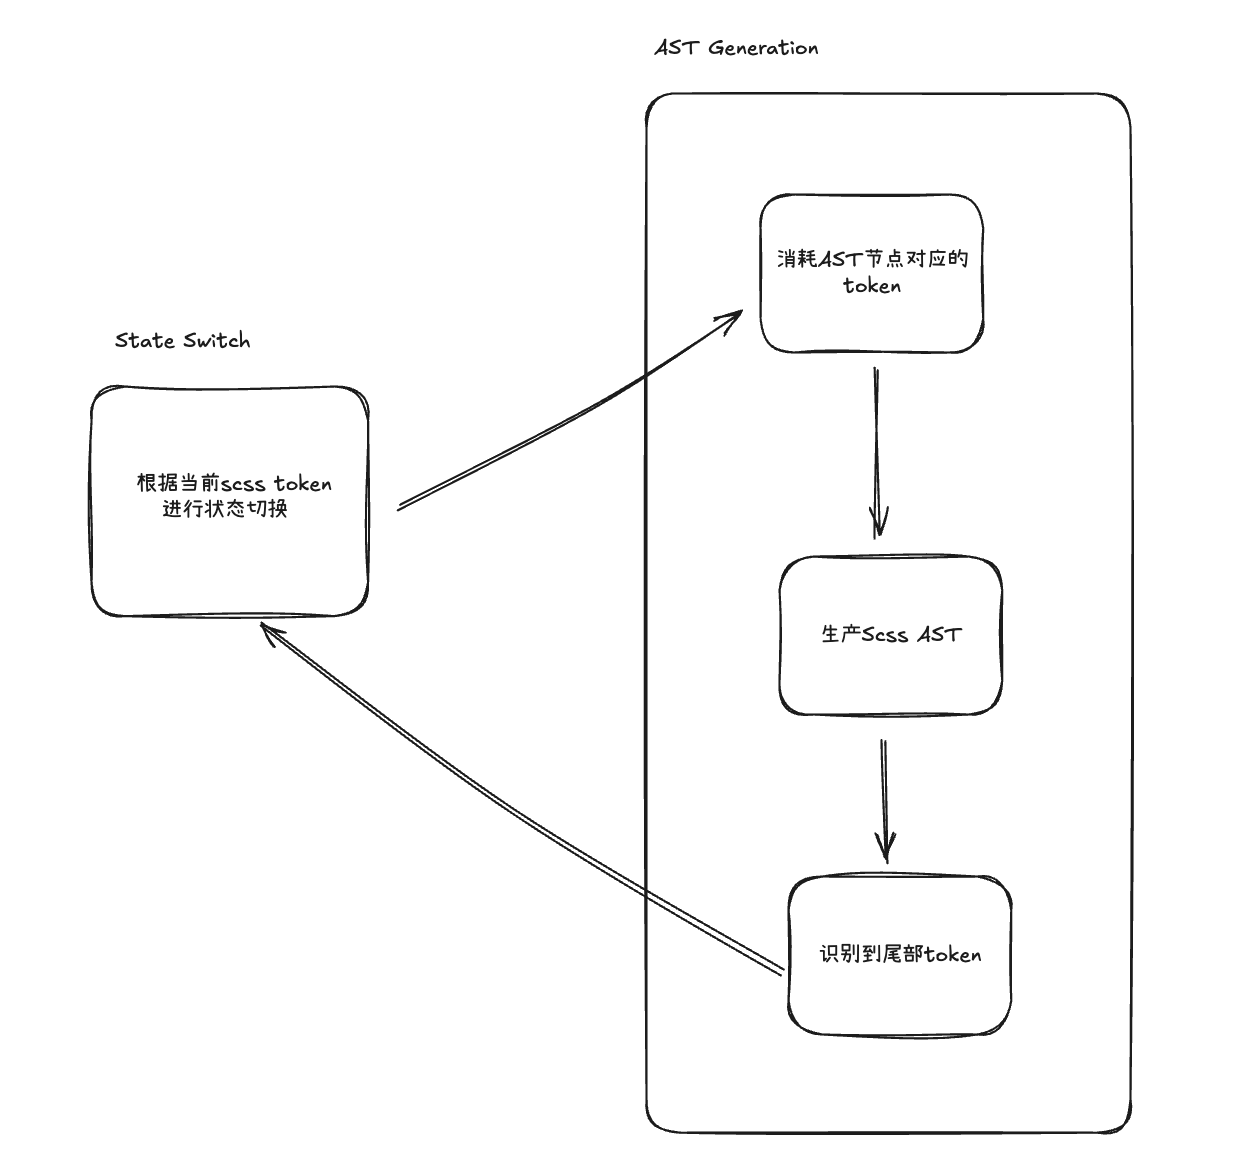 AST Generation
消耗AST节点对应的
token
State Switch
根据当前scss token
进行状态切换
生产Scss AST
识别到尾部token